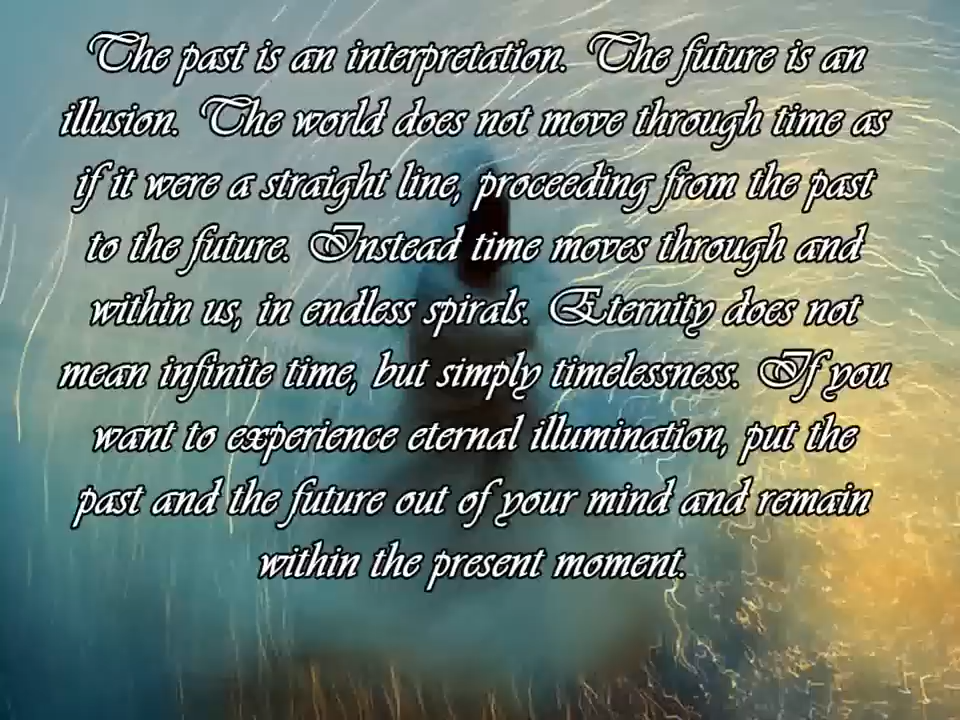 The past is an interpretation. The future is an
illusion. The world does not move through time as
if it were a straight line, proceeding from the past
to the future. Instead time moves through and
within us, in endless spirals. Eternity does not
mean infinite time, but simply timelessness. If you
want to experience eternal illumination, put the
past and the future out of your mind and remain
within the present moment.